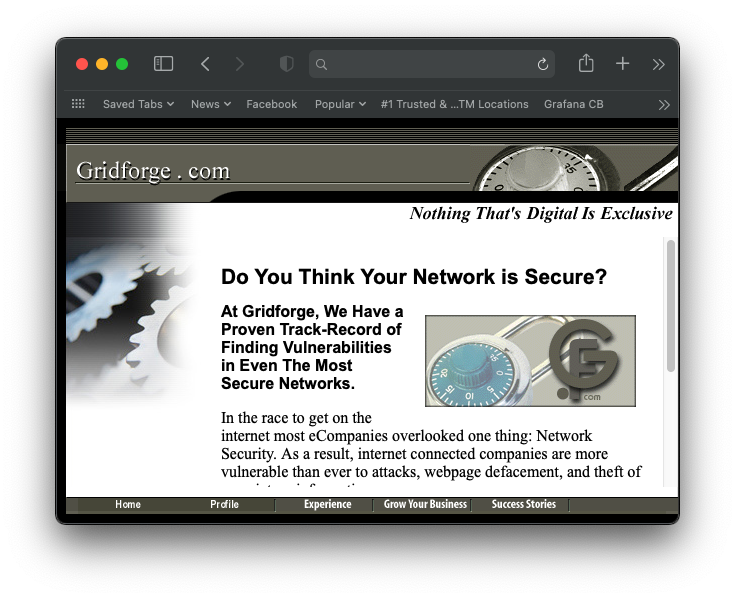 Saved Tabs News Facebook Popular #1 Trusted & ...TM Locations Grafana CB
Gridforge . com
Nothing That's Digital Is Exclusive
Do You Think Your Network is Secure?
At Gridforge, We Have a
Proven Track-Record of
Finding Vulnerabilities
in Even The Most
Secure Networks.
In the race to get on the
internet most eCompanies overlooked one thing: Network
Security. As a result, internet connected companies are more
vulnerable than ever to attacks, webpage defacement, and theft of
Home Profile Experience Grow Your Business Success Stories